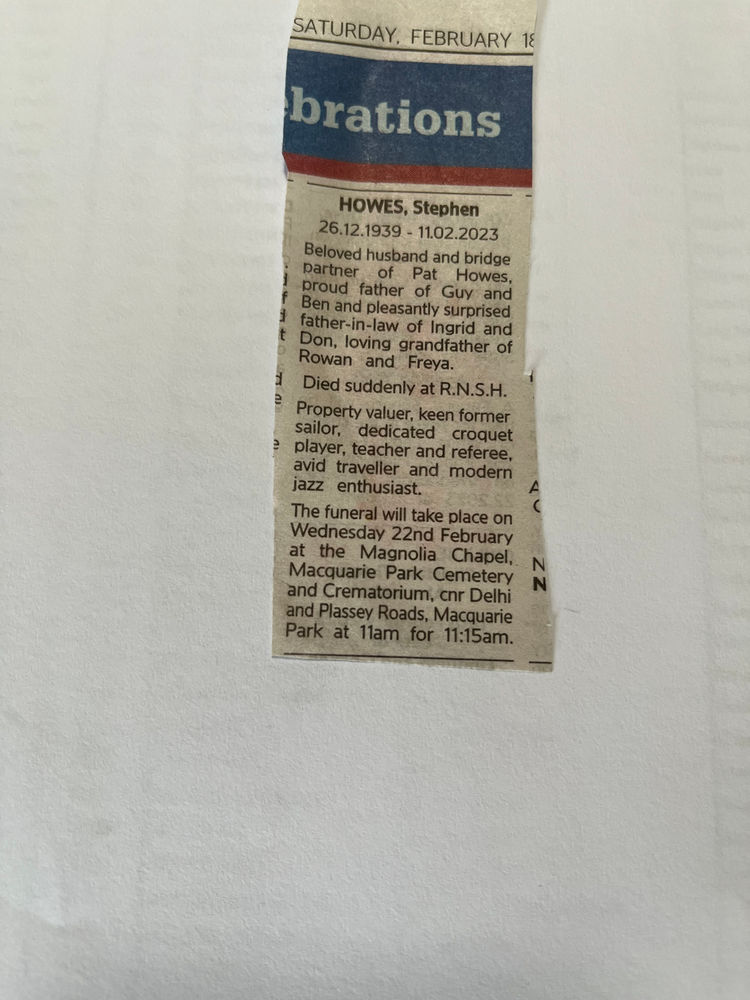 SATURDAY, FEBRUARY 18
ebrations
HOWES, Stephen
26.12.1939 - 11.02.2023
Beloved husband and bridge
partner of Pat Howes,
proud father of Guy and
Ben and pleasantly surprised
father-in-law of Ingrid and
Don, loving grandfather of
Rowan and Freya.
Died suddenly at R.N.S.H.
Property valuer, keen former
sailor, dedicated croquet
player, teacher and referee,
avid traveller and modern
jazz enthusiast.
The funeral will take place on
Wednesday 22nd February
at the Magnolia Chapel,
Macquarie Park Cemetery
and Crematorium, cnr Delhi
and Plassey Roads, Macquarie
Park at 11am for 11:15am.